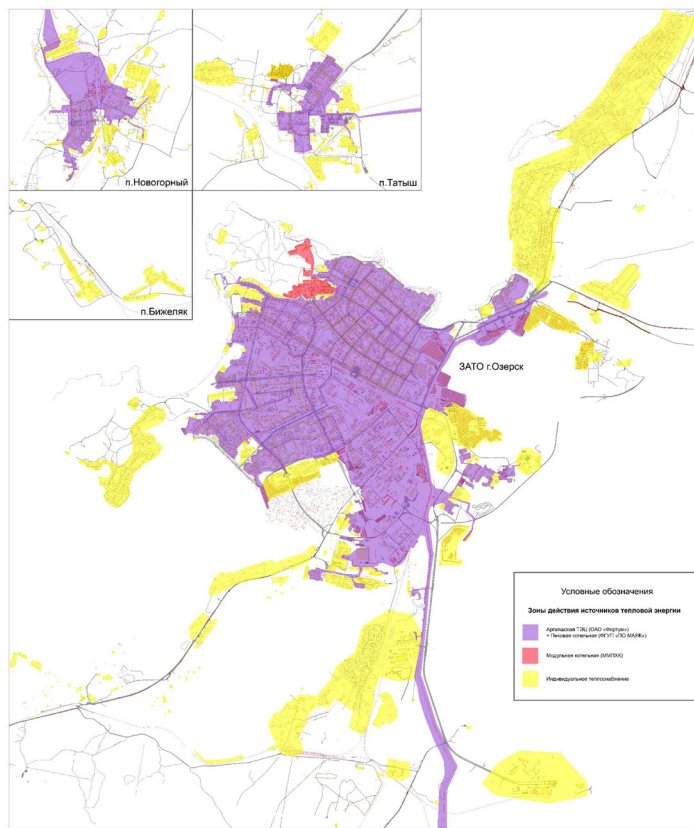 п.Новогорный
п.Татыш
п.Бижеляк
ЗАТО г.Озерск
Условные обозначения
Зоны действия источников тепловой энергии
Аргаяшская ТЭЦ (ОАО «Фортум»)
+ Пиковая котельная (ФГУП «ПО МАЯК»)
Модульная котельная (ММПКХ)
Индивидуальное теплоснабжение